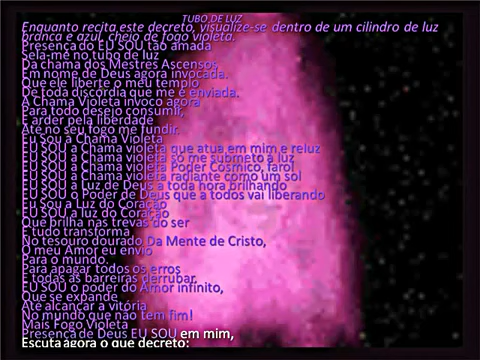 TUBO DE LUZ
Enquanto recita este decreto, visualize-se dentro de um cilindro de luz
branca e azul, cheio de fogo violeta.
Presença do EU SOU tão amada
Sela-me no tubo de luz
Da chama dos Mestres Ascensos
Em nome de Deus agora invocada.
Que ele liberte o meu templo
De toda discórdia que me é enviada.
A Chama Violeta invoco agora
Para todo desejo consumir,
E arder pela liberdade
Até no seu fogo me fundir.
EU SOU a Chama Violeta
EU SOU a chama violeta que atua em mim e reluz
EU SOU a chama violeta só me submeto à luz
EU SOU a chama violeta Poder Cósmico, farol
EU SOU a chama violeta radiante como um sol
EU SOU a luz de Deus a toda hora brilhando
EU SOU o Poder de Deus que a todos vai liberando
EU SOU a Luz do Coração
EU SOU a luz do Coração
Que brilha nas trevas do ser
E tudo transforma
No tesouro dourado Da Mente de Cristo,
O meu Amor eu envio
Para o mundo.
Para apagar todos os erros
E todas as barreiras derrubar.
EU SOU o poder do Amor infinito,
Que se expande
Até alcançar a vitória
No mundo que não tem fim!
Mais Fogo Violeta
Presença de Deus EU SOU em mim,
Escuta agora o que decreto: